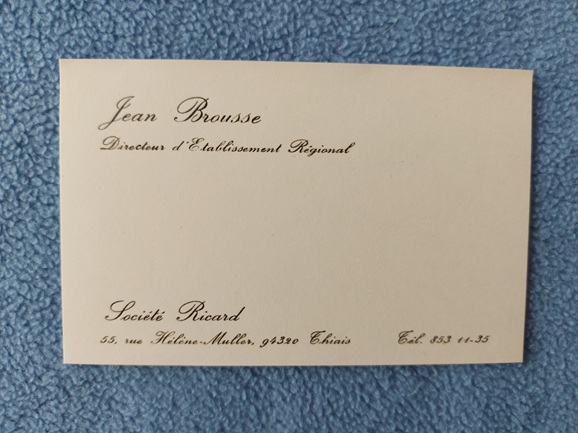 Jean Brousse
Directeur d'Etablissement Régional
Société Ricard
55, rue Hélène-Muller, 94320 Thiais Tél. 853 11-35